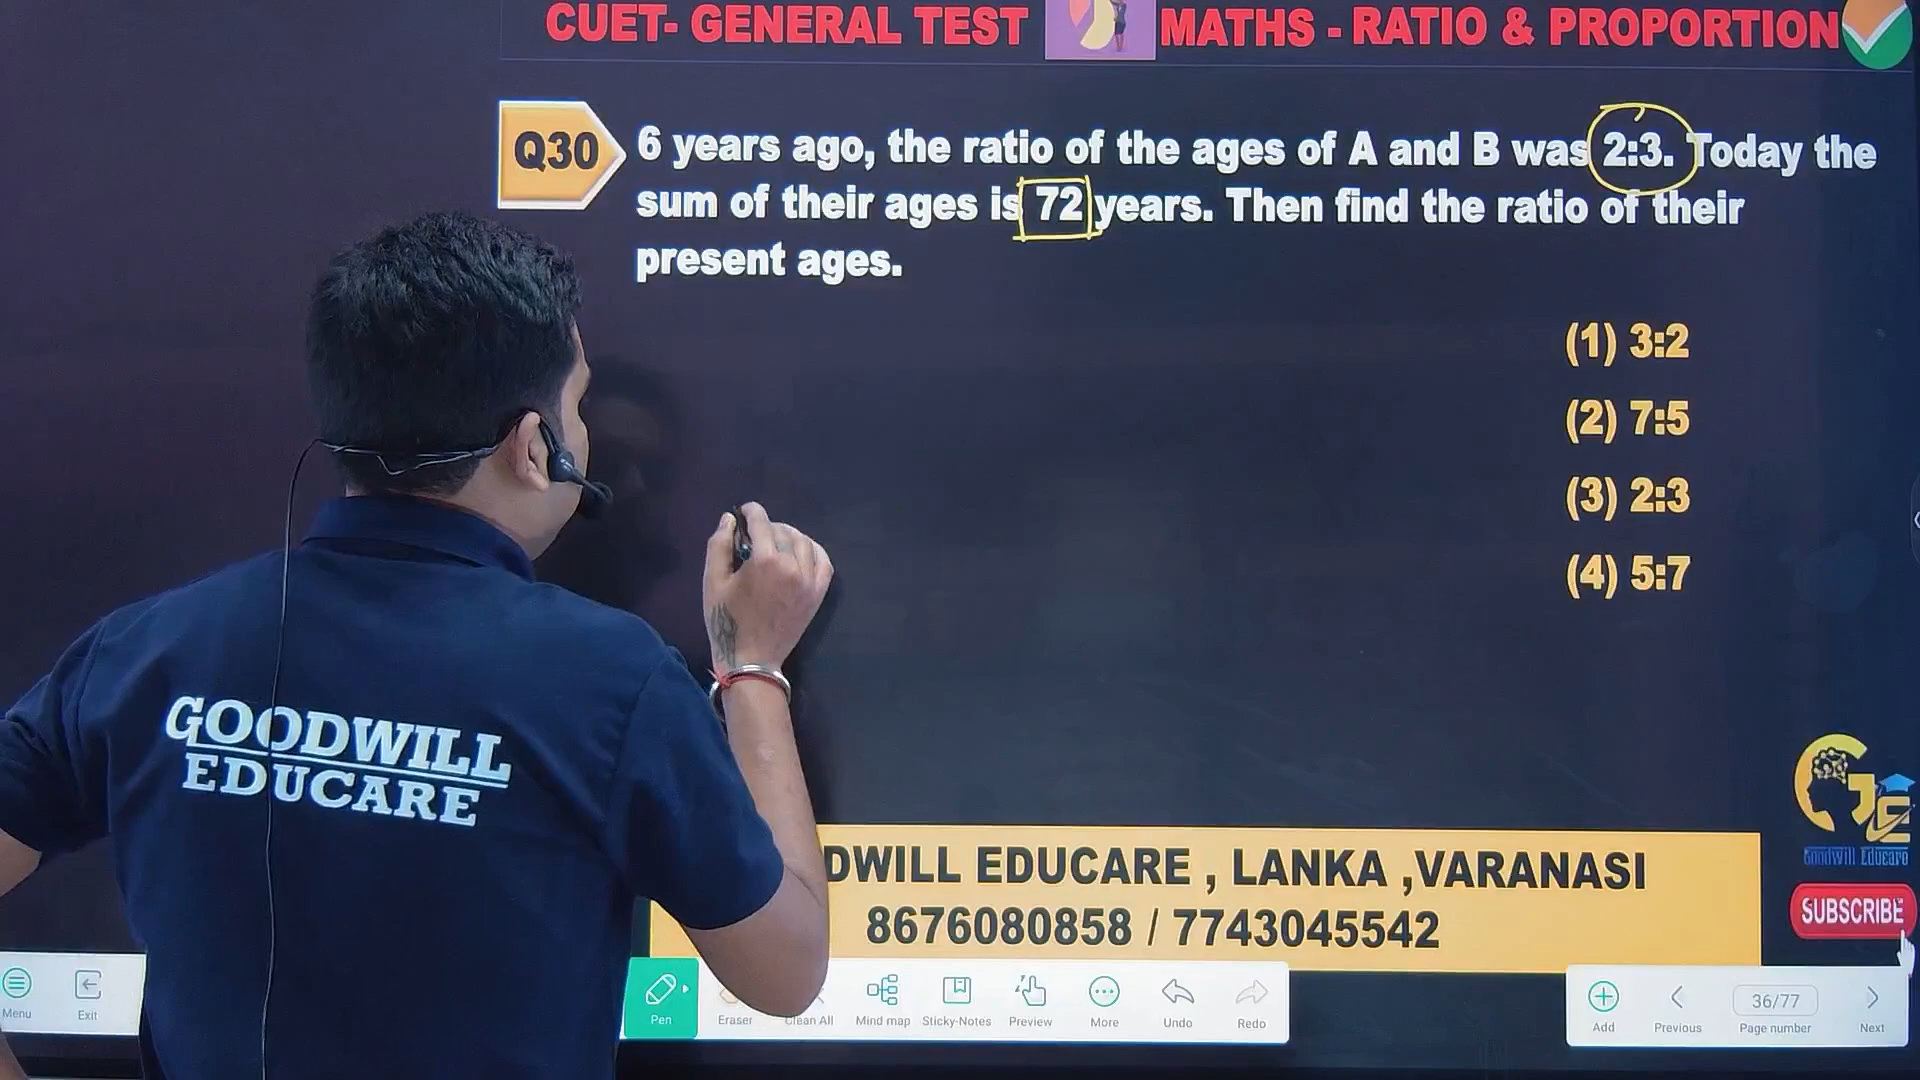 CUET- GENERAL TEST MATHS - RATIO & PROPORTION
Q30 6 years ago, the ratio of the ages of A and B was 2:3. Today the
sum of their ages is 72 years. Then find the ratio of their
present ages.
(1) 3:2
(2) 7:5
(3) 2:3
(4) 5:7
GOODWILL
EDUCARE
DWILL EDUCARE , LANKA ,VARANASI
8676080858 / 7743045542
GE
Goodwill Educare
SUBSCRIBE
Menu Exit Pen Eraser Clean All Mind map Sticky-Notes Preview More Undo Redo Add Previous 36/77 Page number Next